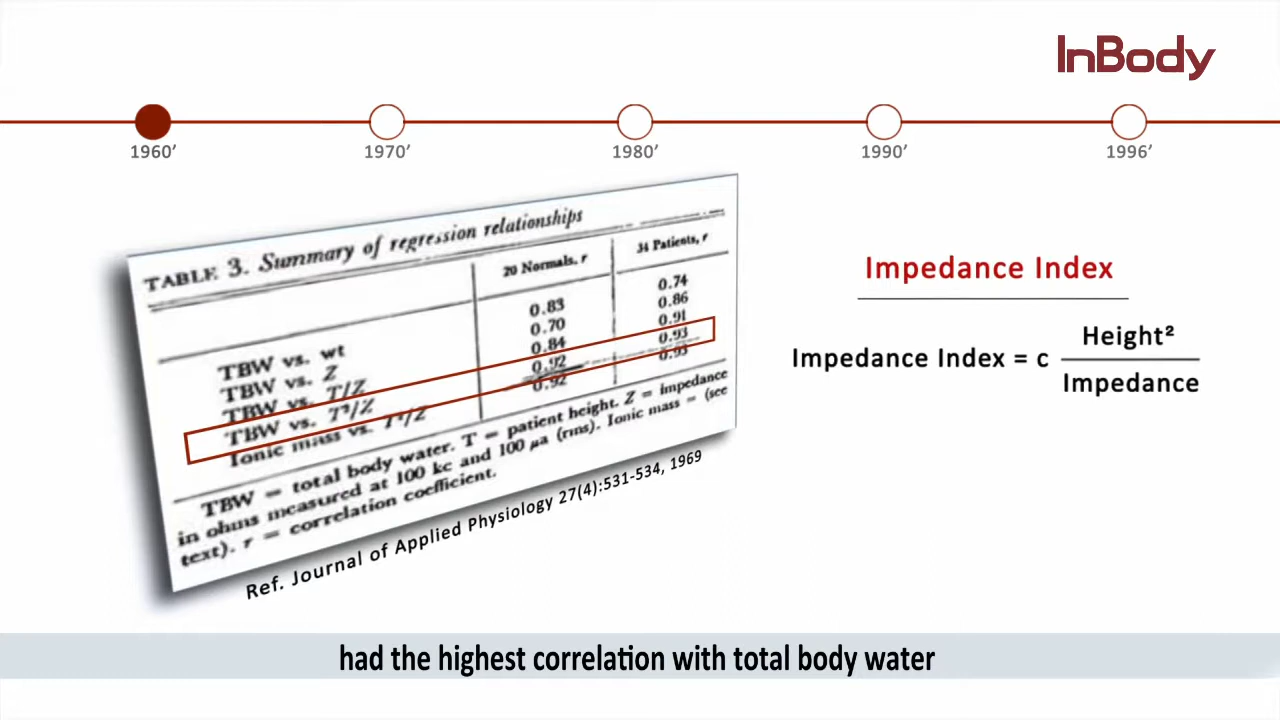 InBody
1960’ 1970’ 1980’ 1990’ 1996’
TABLE 3. Summary of regression relationships
20 Normals, r 34 Patients, r
TBW vs. wt 0.83 0.74
TBW vs. Z 0.70 0.86
TBW vs. T/Z 0.84 0.91
TBW vs. T²/Z 0.92 0.93
Ionic mass vs. T²/Z 0.92 0.93
TBW = total body water. T = patient height. Z = impedance
in ohms measured at 100 kc and 100 μa (rms). Ionic mass = (see
text). r = correlation coefficient.
Ref. Journal of Applied Physiology 27(4):531-534, 1969
Impedance Index
Impedance Index = c Height²
Impedance
had the highest correlation with total body water